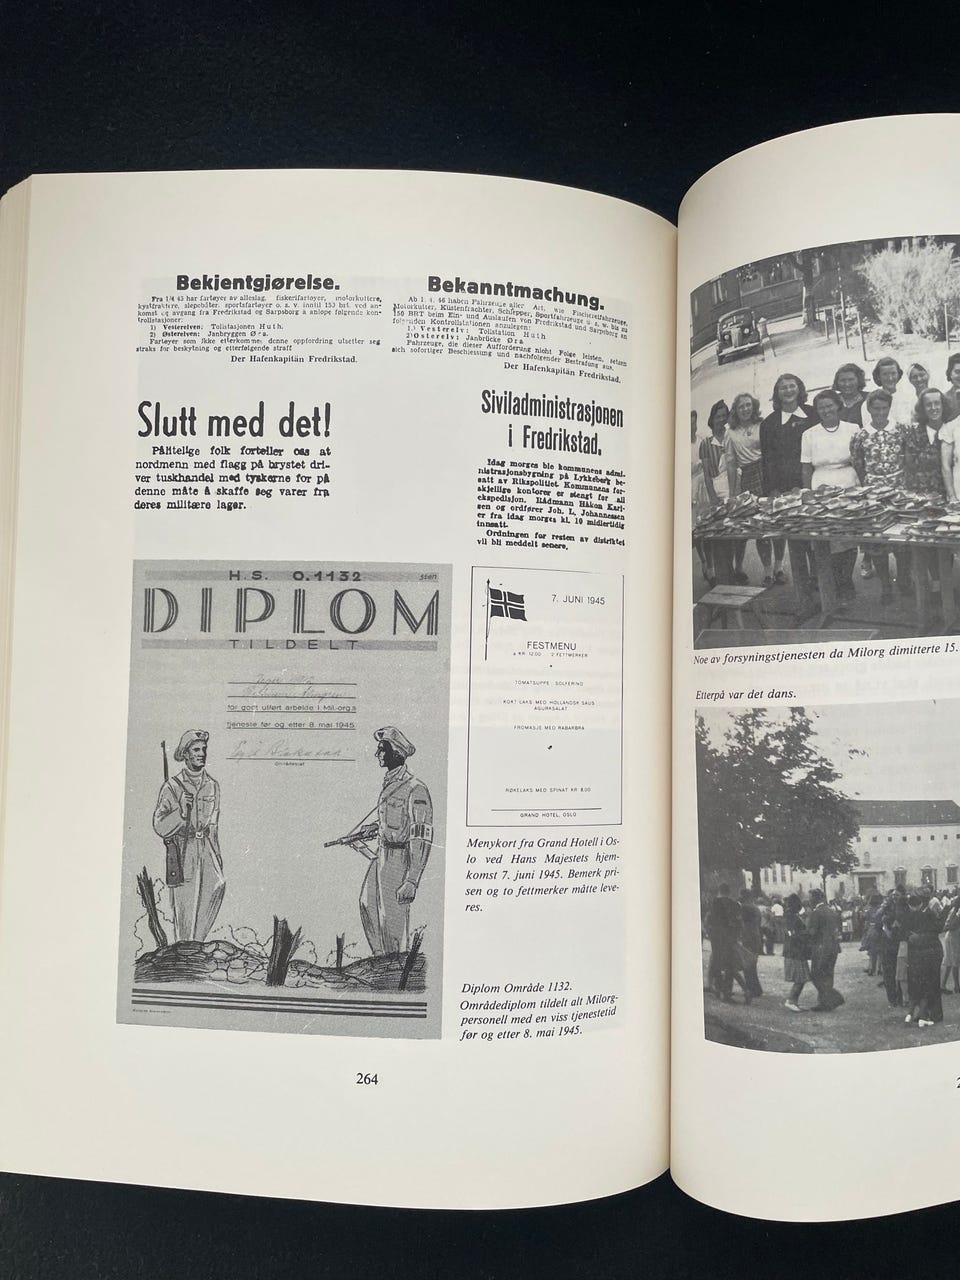 Bekjentgjørelse.
Fra 1/4 45 har fartøyer av alleslag, fiskerifartøyer, motorkuttere,
kystfraktere, slepebåter, sportsfartøyer o. s. v. inntil 150 brt. ved an-
komst og avgang fra Fredrikstad og Sarpsborg å anløpe følgende kon-
trollstasjoner:
1) Vesterelven: Tollstasjonen Huth.
2) Østerelven: Janbryggen Øra.
Fartøyer som ikke etterkommer denne oppfordring utsetter seg
straks for beskytning og etterfølgende straff
Der Hafenkapitän Fredrikstad.
Bekanntmachung.
Ab 1. 4. haben Fahrzeuge aller Art, wie Fischereifahrzeuge,
Motorkutter, Küstenfrachter, Schlepper, Sportfahrzeuge u. s. w. bis zu
150 BRT beim Ein- und Auslaufen von Fredrikstad und Sarpsborg an
folgenden Kontrollstationen anzulegen:
1.) Vesterelv: Tollstation Huth
2.) Österelv: Janbrücke Øra
Fahrzeuge, die dieser Aufforderung nicht Folge leisten, setzen
sich sofortiger Beschiessung und nachfolgender Bestrafung aus.
Der Hafenkapitän Fredrikstad.
Slutt med det!
Pålitelige folk forteller oss at
nordmenn med flagg på brystet dri-
ver tuskhandel med tyskerne for på
denne måte å skaffe seg varer fra
deres militære lager.
Siviladministrasjonen
i Fredrikstad.
Idag morges ble kommunens admi-
nistrasjonsbygning på Lykkeberg be-
satt av Rikspolitiet. Kommunens for-
skjellige kontorer er stengt for all
ekspedisjon. Rådmann Håkon Karl-
sen og ordfører Joh. L. Johannessen
er fra idag morges kl. 10 midlertidig
innsatt.
Ordningen for resten av distriktet
vil bli meddelt senere.
H.S. O.1132
DIPLOM
TILDELT
for godt utført arbeide i Mil.org.s
tjeneste før og etter 8. mai 1945
Områdesjef
7. JUNI 1945
FESTMENU
a KR 12.00 2 FETTMERKER
TOMATSUPPE SOLFERINO
KOKT LAKS MED HOLLANDSK SAUS
AGURKSALAT
FROMASJE MED RABARBRA
RØKELAKS MED SPINAT KR 8.00
GRAND HOTEL, OSLO
Menykort fra Grand Hotell i Os-
lo ved Hans Majestets hjem-
komst 7. juni 1945. Bemerk pri-
sen og to fettmerker måtte leve-
res.
Diplom Område 1132.
Områdediplom tildelt alt Milorg-
personell med en viss tjenestetid
før og etter 8. mai 1945.
264
Noe av forsyningstjenesten da Milorg dimitterte 15.
Etterpå var det dans.